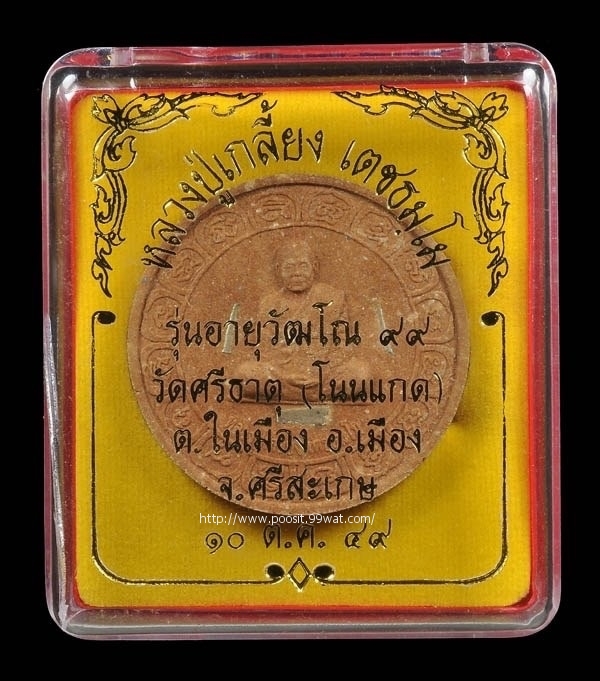 หลวงปู่เกลี้ยง เตชธมฺโม
รุ่นอายุวัฒโณ ๙๙
วัดศรีธาตุ (โนนแกด)
ต.ในเมือง อ.เมือง
จ.ศรีสะเกษ
http://www.poosit.99wat.com/
๑๐ ต.ค. ๔๙